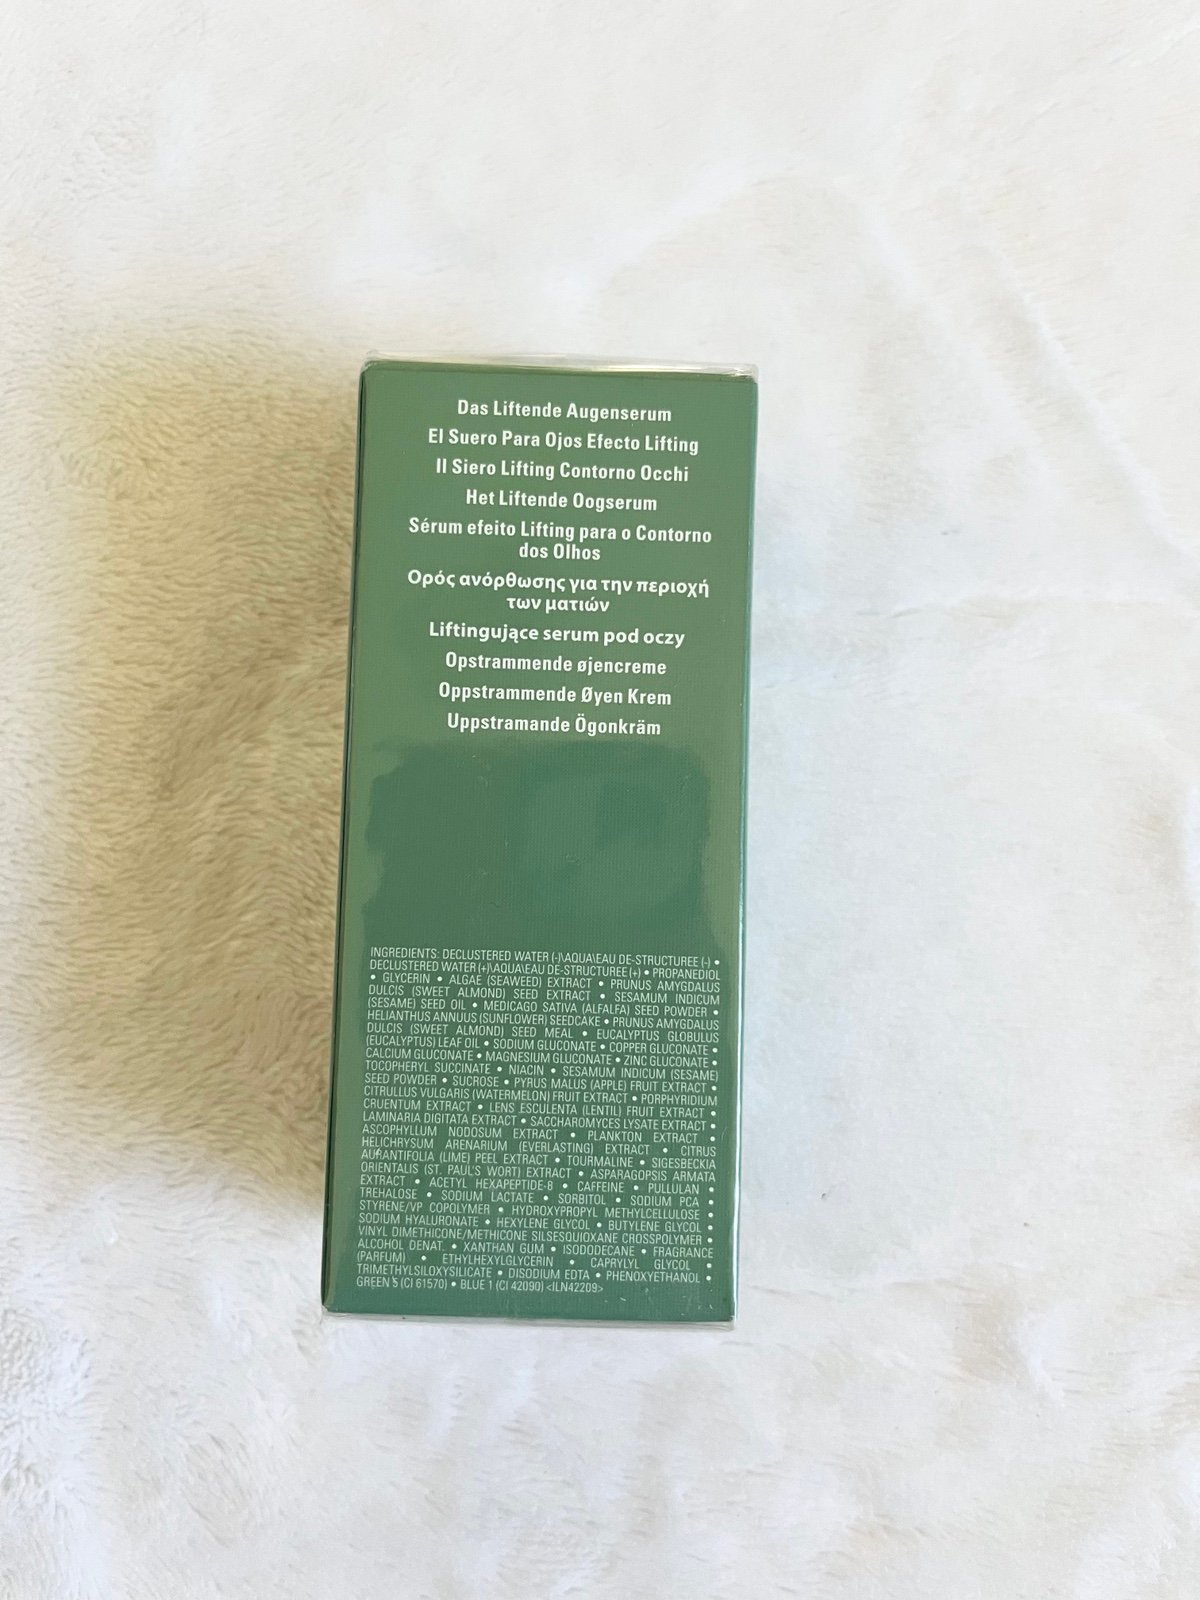 Das Liftende Augenserum
El Suero Para Ojos Efecto Lifting
Il Siero Lifting Contorno Occhi
Het Liftende Oogserum
Sérum efeito Lifting para o Contorno
dos Olhos
Ορός ανόρθωσης για την περιοχή
των ματιών
Liftingujące serum pod oczy
Opstrammende øjencreme
Oppstrammende Øyen Krem
Uppstramande Ögonkräm
INGREDIENTS: DECLUSTERED WATER (-)\AQUA\EAU DE-STRUCTUREE (-) •
DECLUSTERED WATER (+)\AQUA\EAU DE-STRUCTUREE (+) • PROPANEDIOL
• GLYCERIN • ALGAE (SEAWEED) EXTRACT • PRUNUS AMYGDALUS
DULCIS (SWEET ALMOND) SEED EXTRACT • SESAMUM INDICUM
(SESAME) SEED OIL • MEDICAGO SATIVA (ALFALFA) SEED POWDER •
HELIANTHUS ANNUUS (SUNFLOWER) SEEDCAKE • PRUNUS AMYGDALUS
DULCIS (SWEET ALMOND) SEED MEAL • EUCALYPTUS GLOBULUS
(EUCALYPTUS) LEAF OIL • SODIUM GLUCONATE • COPPER GLUCONATE •
CALCIUM GLUCONATE • MAGNESIUM GLUCONATE • ZINC GLUCONATE •
TOCOPHERYL SUCCINATE • NIACIN • SESAMUM INDICUM (SESAME)
SEED POWDER • SUCROSE • PYRUS MALUS (APPLE) FRUIT EXTRACT •
CITRULLUS VULGARIS (WATERMELON) FRUIT EXTRACT • PORPHYRIDIUM
CRUENTUM EXTRACT • LENS ESCULENTA (LENTIL) FRUIT EXTRACT •
LAMINARIA DIGITATA EXTRACT • SACCHAROMYCES LYSATE EXTRACT •
ASCOPHYLLUM NODOSUM EXTRACT • PLANKTON EXTRACT •
HELICHRYSUM ARENARIUM (EVERLASTING) EXTRACT • CITRUS
AURANTIFOLIA (LIME) PEEL EXTRACT • TOURMALINE • SIGESBECKIA
ORIENTALIS (ST. PAUL'S WORT) EXTRACT • ASPARAGOPSIS ARMATA
EXTRACT • ACETYL HEXAPEPTIDE-8 • CAFFEINE • PULLULAN •
TREHALOSE • SODIUM LACTATE • SORBITOL • SODIUM PCA •
STYRENE/VP COPOLYMER • HYDROXYPROPYL METHYLCELLULOSE •
SODIUM HYALURONATE • HEXYLENE GLYCOL • BUTYLENE GLYCOL •
VINYL DIMETHICONE/METHICONE SILSESQUIOXANE CROSSPOLYMER •
ALCOHOL DENAT. • XANTHAN GUM • ISODODECANE • FRAGRANCE
(PARFUM) • ETHYLHEXYLGLYCERIN • CAPRYLYL GLYCOL •
TRIMETHYLSILOXYSILICATE • DISODIUM EDTA • PHENOXYETHANOL •
GREEN 5 (CI 61570) • BLUE 1 (CI 42090) <ILN42209>